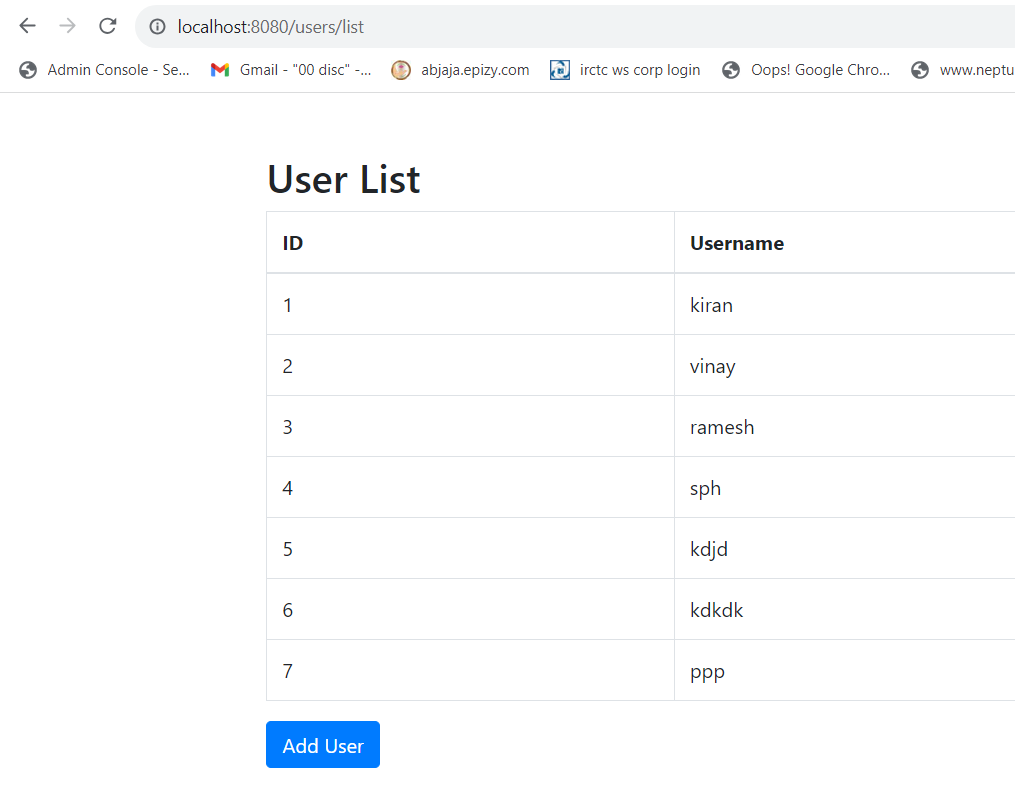 localhost:8080/users/list
Admin Console - Se... Gmail - "00 disc" -... abjaja.epizy.com irctc ws corp login Oops! Google Chro... www.neptu
User List
ID Username
1 kiran
2 vinay
3 ramesh
4 sph
5 kdjd
6 kdkdk
7 ppp
Add User